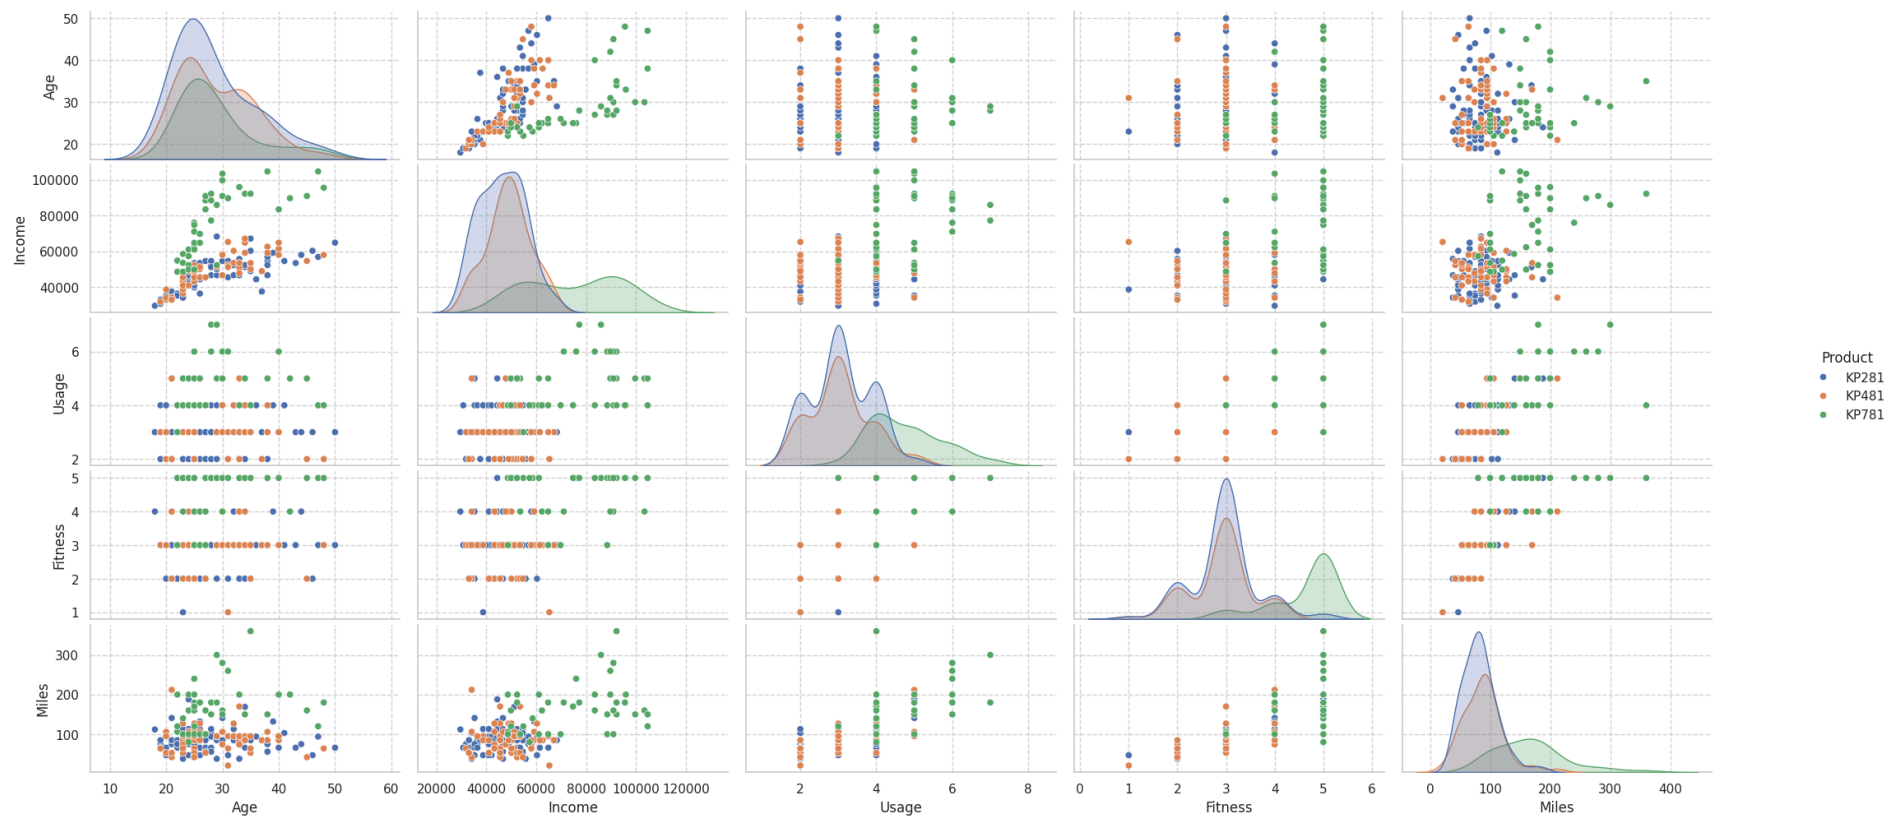 50
40
30
20
Age
100000
80000
60000
40000
Income
6
4
2
Usage
5
4
3
2
1
Fitness
300
200
100
Miles
10 20 30 40 50 60
Age
20000 40000 60000 80000 100000 120000
Income
2 4 6 8
Usage
0 1 2 3 4 5 6
Fitness
0 100 200 300 400
Miles
Product
KP281
KP481
KP781